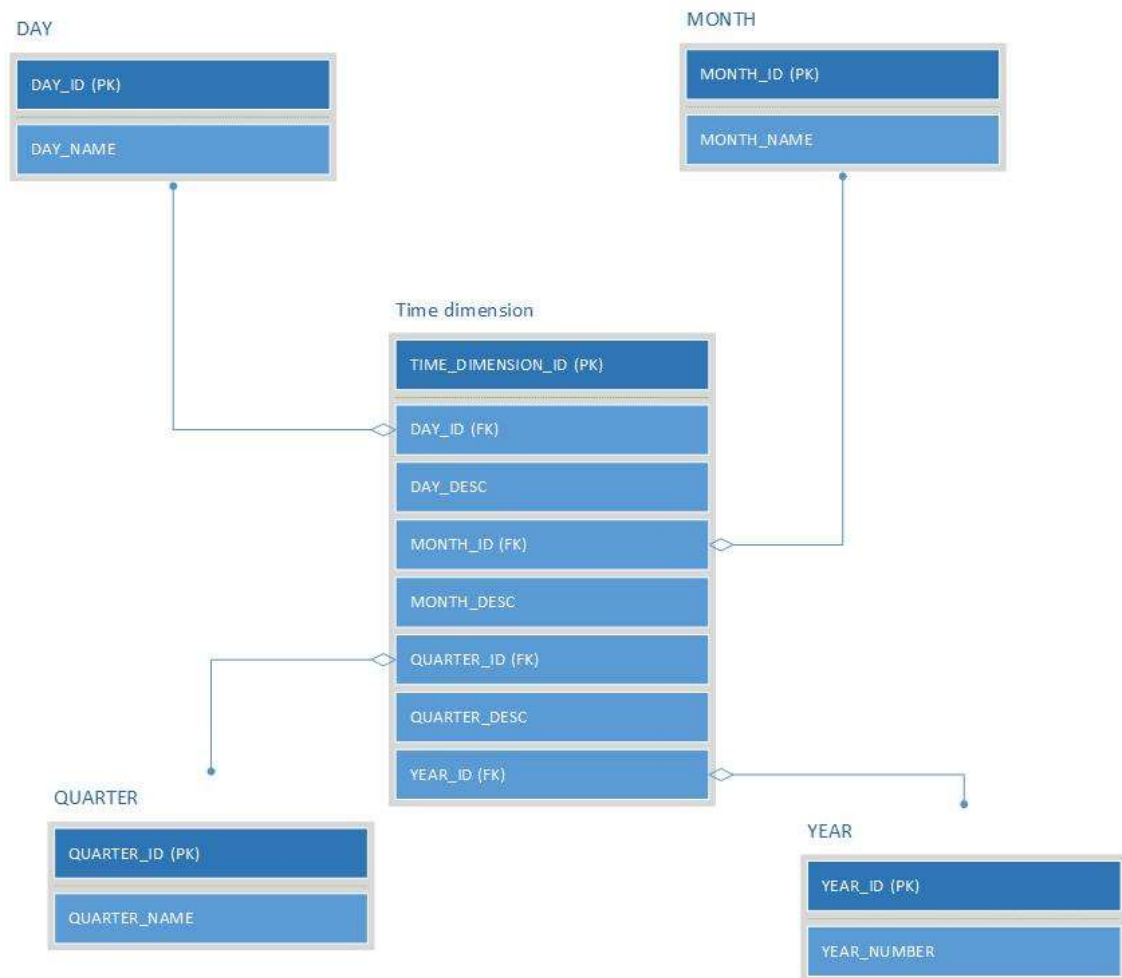 DAY
DAY_ID (PK)
DAY_NAME
MONTH
MONTH_ID (PK)
MONTH_NAME
Time dimension
TIME_DIMENSION_ID (PK)
DAY_ID (FK)
DAY_DESC
MONTH_ID (FK)
MONTH_DESC
QUARTER_ID (FK)
QUARTER_DESC
YEAR_ID (FK)
QUARTER
QUARTER_ID (PK)
QUARTER_NAME
YEAR
YEAR_ID (PK)
YEAR_NUMBER